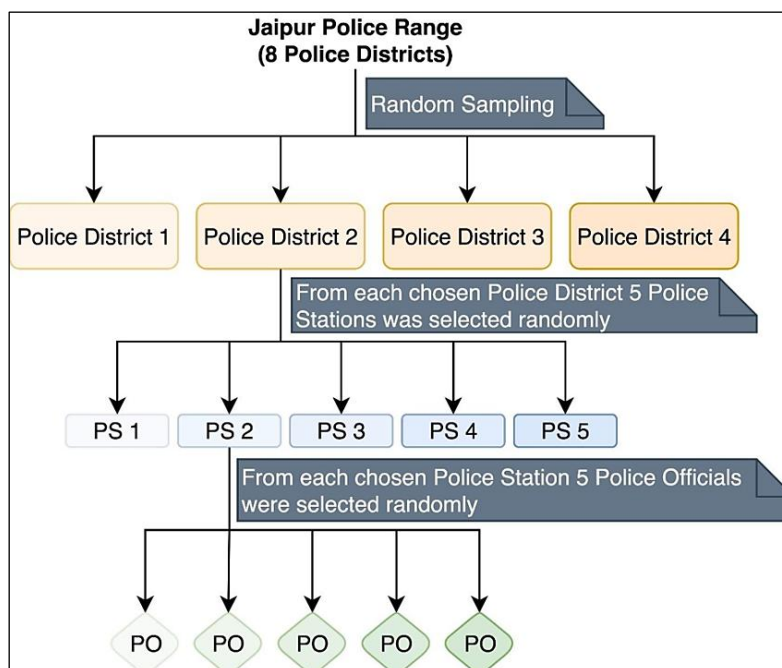 Jaipur Police Range
(8 Police Districts)
Random Sampling
Police District 1
Police District 2
Police District 3
Police District 4
From each chosen Police District 5 Police
Stations was selected randomly
PS 1
PS 2
PS 3
PS 4
PS 5
From each chosen Police Station 5 Police Officials
were selected randomly
PO
PO
PO
PO
PO